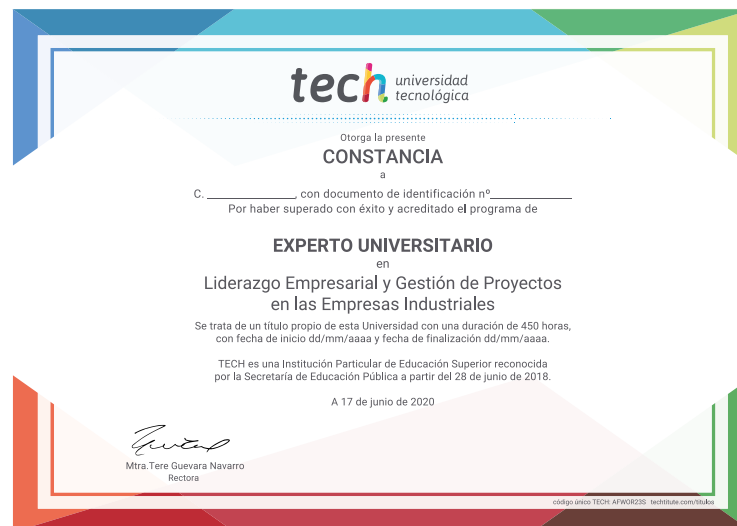 tech universidad
tecnológica
Otorga la presente
CONSTANCIA
a
C. ______________, con documento de identificación nº_____________
Por haber superado con éxito y acreditado el programa de
EXPERTO UNIVERSITARIO
en
Liderazgo Empresarial y Gestión de Proyectos
en las Empresas Industriales
Se trata de un título propio de esta Universidad con una duración de 450 horas,
con fecha de inicio dd/mm/aaaa y fecha de finalización dd/mm/aaaa.
TECH es una Institución Particular de Educación Superior reconocida
por la Secretaría de Educación Pública a partir del 28 de junio de 2018.
A 17 de junio de 2020
Mtra.Tere Guevara Navarro
Rectora
código único TECH: AFWOR23S techtitute.com/titulos